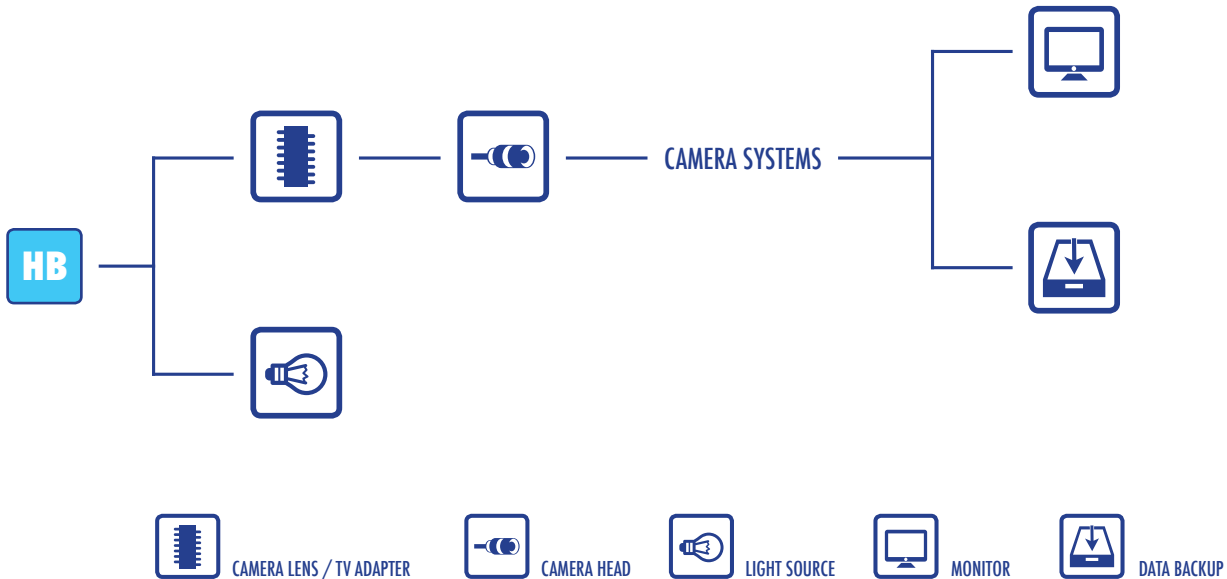 CAMERA SYSTEMS
HB
CAMERA LENS / TV ADAPTER
CAMERA HEAD
LIGHT SOURCE
MONITOR
DATA BACKUP